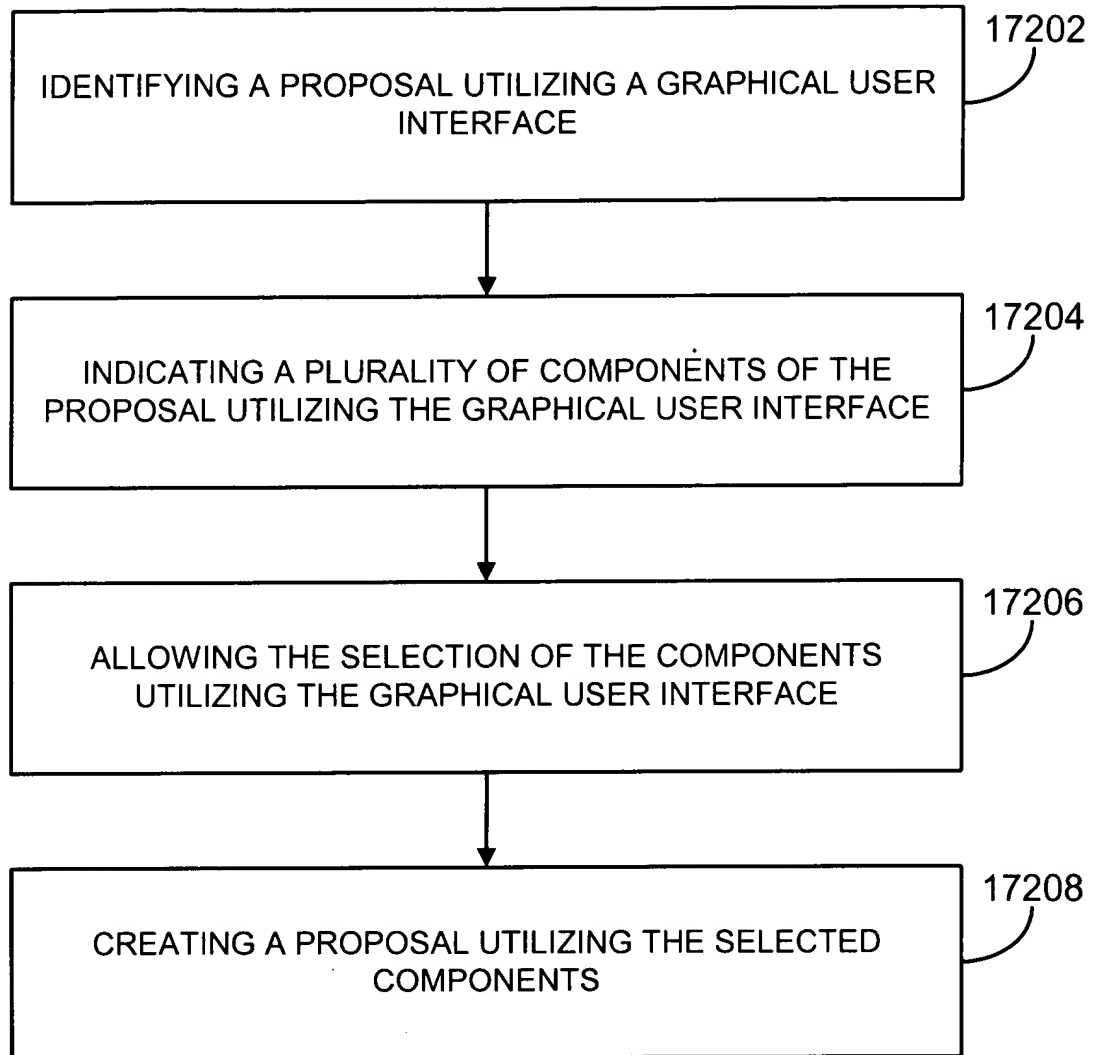 17202
IDENTIFYING A PROPOSAL UTILIZING A GRAPHICAL USER
INTERFACE
17204
INDICATING A PLURALITY OF COMPONENTS OF THE
PROPOSAL UTILIZING THE GRAPHICAL USER INTERFACE
17206
ALLOWING THE SELECTION OF THE COMPONENTS
UTILIZING THE GRAPHICAL USER INTERFACE
17208
CREATING A PROPOSAL UTILIZING THE SELECTED
COMPONENTS